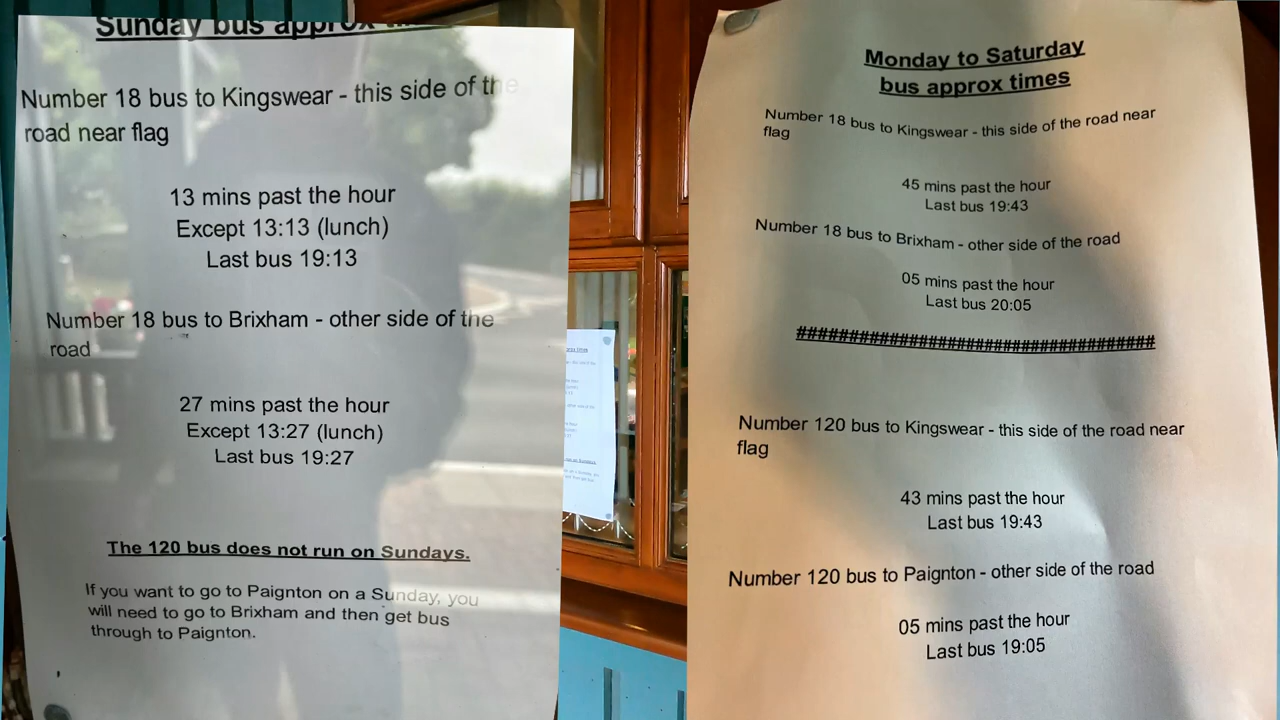 Sunday bus approx
Number 18 bus to Kingswear - this side of the
road near flag
13 mins past the hour
Except 13:13 (lunch)
Last bus 19:13
Number 18 bus to Brixham - other side of the
road
27 mins past the hour
Except 13:27 (lunch)
Last bus 19:27
The 120 bus does not run on Sundays.
If you want to go to Paignton on a Sunday, you
will need to go to Brixham and then get bus
through to Paignton.
Monday to Saturday
bus approx times
Number 18 bus to Kingswear - this side of the road near
flag
45 mins past the hour
Last bus 19:43
Number 18 bus to Brixham - other side of the road
05 mins past the hour
Last bus 20:05
###################################
Number 120 bus to Kingswear - this side of the road near
flag
43 mins past the hour
Last bus 19:43
Number 120 bus to Paignton - other side of the road
05 mins past the hour
Last bus 19:05